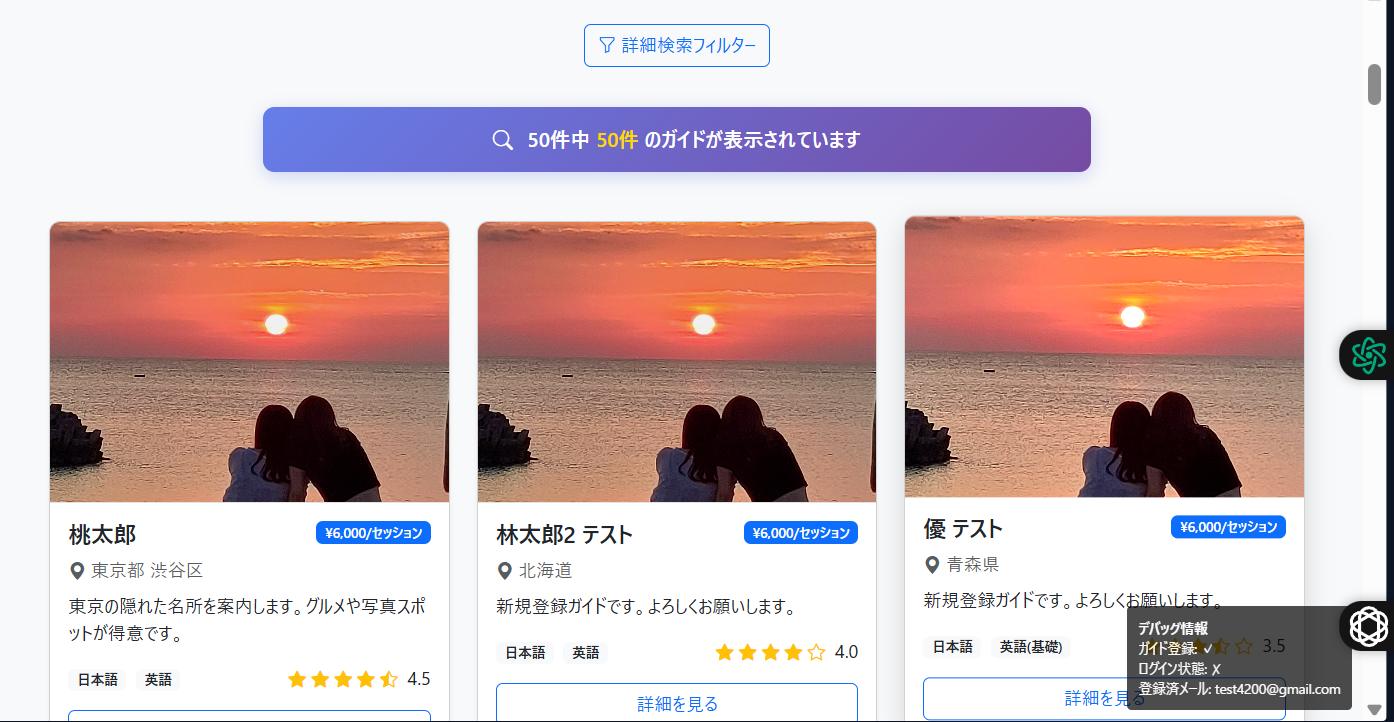 詳細検索フィルター
50件中 50件 のガイドが表示されています
桃太郎
¥6,000/セッション
東京都 渋谷区
東京の隠れた名所を案内します。グルメや写真スポ
ットが得意です。
日本語 英語
4.5
林太郎2 テスト
¥6,000/セッション
北海道
新規登録ガイドです。よろしくお願いします。
日本語 英語
4.0
詳細を見る
優 テスト
¥6,000/セッション
青森県
新規登録ガイドです。よろしくお願いします。
日本語 英語(基礎)
3.5
詳細を見る
デバッグ情報
ガイド登録: ✓
ログイン状態: ✗
登録済メール: test4200@gmail.com